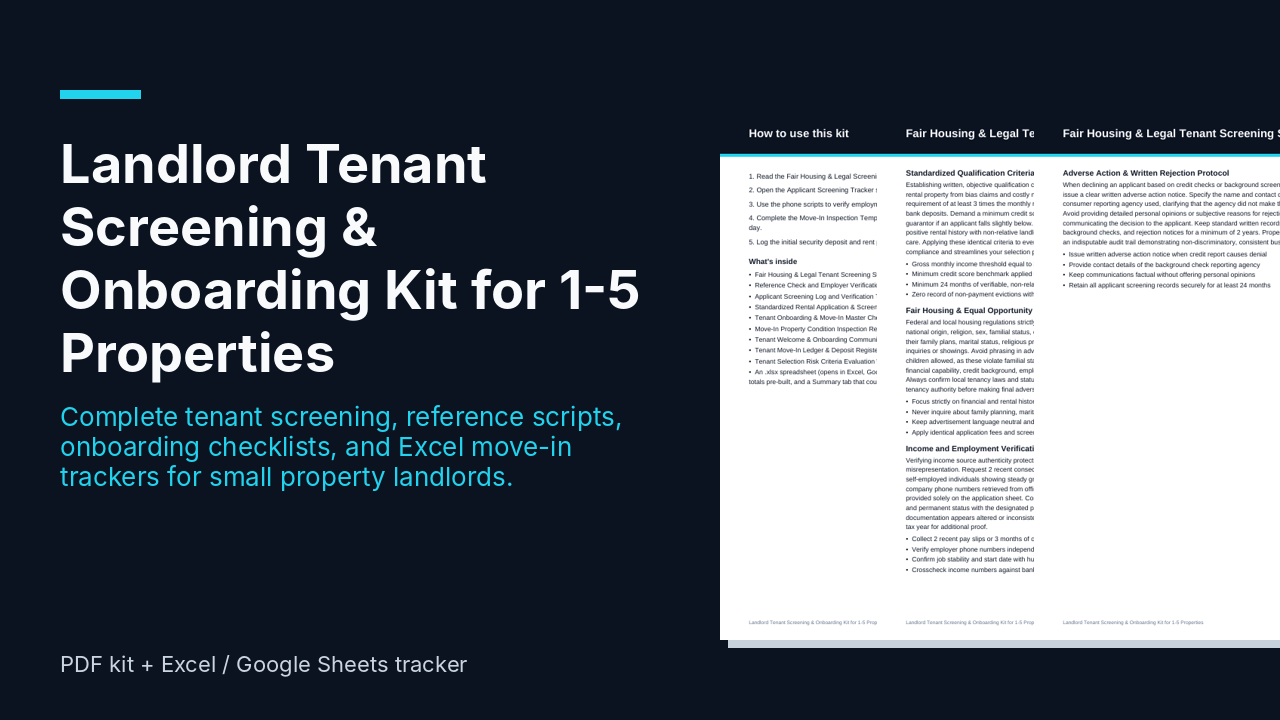 Landlord Tenant
Screening &
Onboarding Kit for 1-5
Properties
Complete tenant screening, reference scripts,
onboarding checklists, and Excel move-in
trackers for small property landlords.
PDF kit + Excel / Google Sheets tracker
How to use this kit
1. Read the Fair Housing & Legal Screeni
2. Open the Applicant Screening Tracker
3. Use the phone scripts to verify employm
4. Complete the Move-In Inspection Temp
day.
5. Log the initial security deposit and rent
What's inside
• Fair Housing & Legal Tenant Screening S
• Reference Check and Employer Verificati
• Applicant Screening Log and Verification
• Standardized Rental Application & Screen
• Tenant Onboarding & Move-In Master Che
• Move-In Property Condition Inspection Re
• Tenant Welcome & Onboarding Communi
• Tenant Move-In Ledger & Deposit Registe
• Tenant Selection Risk Criteria Evaluation
• An .xlsx spreadsheet (opens in Excel, Goo
totals pre-built, and a Summary tab that cou
Landlord Tenant Screening & Onboarding Kit for 1-5 Prop
Fair Housing & Legal Te
Standardized Qualification Criteria
Establishing written, objective qualification c
rental property from bias claims and costly
requirement of at least 3 times the monthly
bank deposits. Demand a minimum credit sc
guarantor if an applicant falls slightly below.
positive rental history with non-relative landl
care. Applying these identical criteria to ever
compliance and streamlines your selection
• Gross monthly income threshold equal to
• Minimum credit score benchmark applied
• Minimum 24 months of verifiable, non-rela
• Zero record of non-payment evictions with
Fair Housing & Equal Opportunity
Federal and local housing regulations strictl
national origin, religion, sex, familial status,
their family plans, marital status, religious pr
inquiries or showings. Avoid phrasing in adv
children allowed, as these violate familial sta
financial capability, credit background, empl
Always confirm local tenancy laws and statu
tenancy authority before making final advers
• Focus strictly on financial and rental histor
• Never inquire about family planning, marit
• Keep advertisement language neutral and
• Apply identical application fees and scree
Income and Employment Verificati
Verifying income source authenticity protect
misrepresentation. Request 2 recent consec
self-employed individuals showing steady gr
company phone numbers retrieved from offi
provided solely on the application sheet. Co
and permanent status with the designated p
documentation appears altered or inconsiste
tax year for additional proof.
• Collect 2 recent pay slips or 3 months of c
• Verify employer phone numbers independ
• Confirm job stability and start date with hu
• Crosscheck income numbers against bank
Landlord Tenant Screening & Onboarding Kit for 1-5 Prop
Fair Housing & Legal Tenant Screening S
Adverse Action & Written Rejection Protocol
When declining an applicant based on credit checks or background screen
issue a clear written adverse action notice. Specify the name and contact
consumer reporting agency used, clarifying that the agency did not make th
Avoid providing detailed personal opinions or subjective reasons for rejecti
communicating the decision to the applicant. Keep standard written records
background checks, and rejection notices for a minimum of 2 years. Prope
an indisputable audit trail demonstrating non-discriminatory, consistent bus
• Issue written adverse action notice when credit report causes denial
• Provide contact details of the background check reporting agency
• Keep communications factual without offering personal opinions
• Retain all applicant screening records securely for at least 24 months
Landlord Tenant Screening & Onboarding Kit for 1-5 Properties